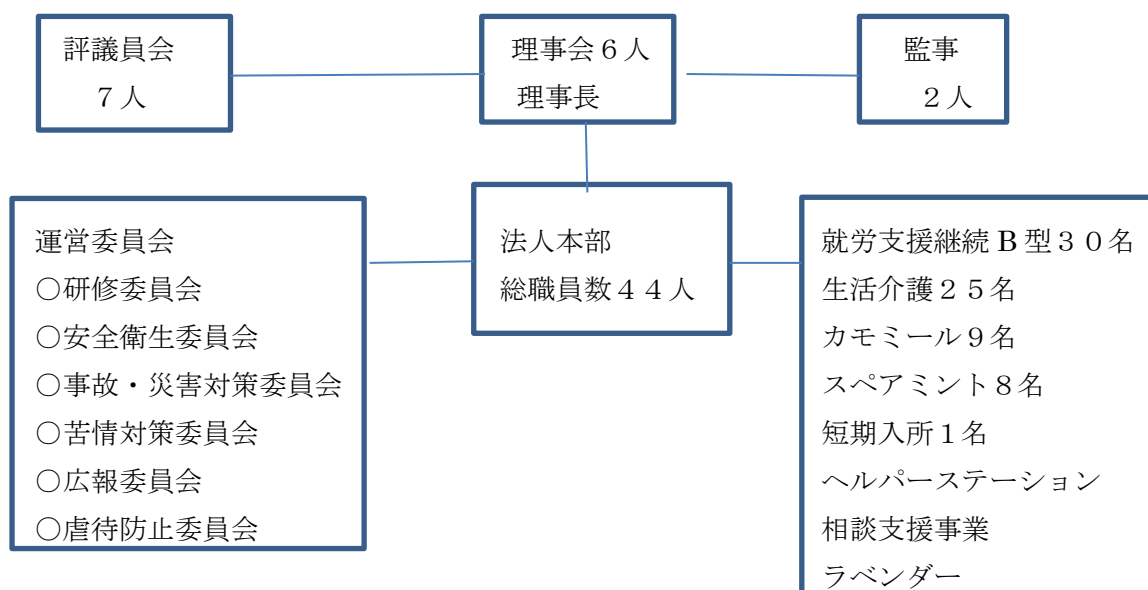 評議員会
７人
理事会６人
理事長
監事
２人
運営委員会
○研修委員会
○安全衛生委員会
○事故・災害対策委員会
○苦情対策委員会
○広報委員会
○虐待防止委員会
法人本部
総職員数４４人
就労支援継続 B 型３０名
生活介護２５名
カモミール９名
スペアミント８名
短期入所１名
ヘルパーステーション
相談支援事業
ラベンダー